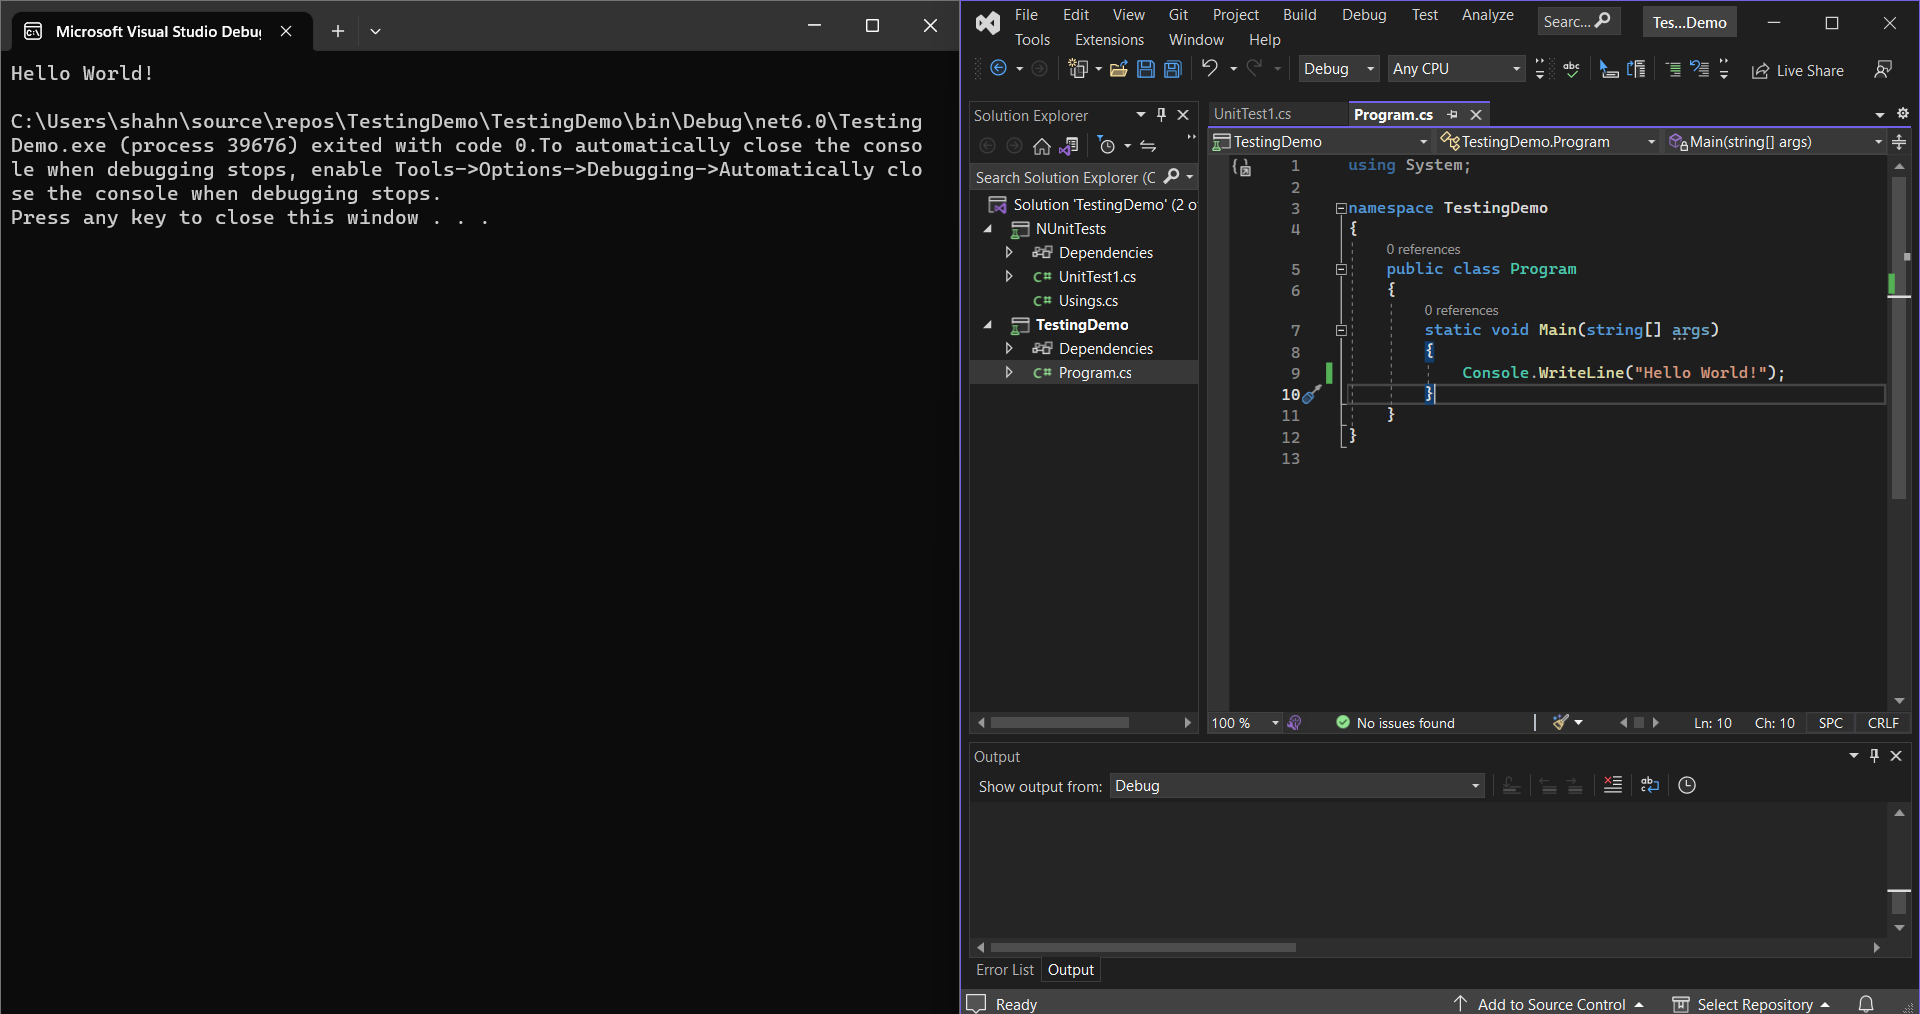 Microsoft Visual Studio Debu
Hello World!
C:\Users\shahn\source\repos\TestingDemo\TestingDemo\bin\Debug\net6.0\Testing
Demo.exe (process 39676) exited with code 0.To automatically close the conso
le when debugging stops, enable Tools->Options->Debugging->Automatically clo
se the console when debugging stops.
Press any key to close this window . . .
File Edit View Git Project Build Debug Test Analyze Searc... Tes...Demo
Tools Extensions Window Help
Debug Any CPU abc Live Share
Solution Explorer
Search Solution Explorer (C
Solution 'TestingDemo' (2 o
NUnitTests
Dependencies
C# UnitTest1.cs
C# Usings.cs
TestingDemo
Dependencies
C# Program.cs
UnitTest1.cs Program.cs
TestingDemo TestingDemo.Program Main(string[] args)
1 using System;
2
3 namespace TestingDemo
4 {
0 references
5 public class Program
6 {
0 references
7 static void Main(string[] args)
8 {
9 Console.WriteLine("Hello World!");
10 }
11 }
12 }
13
100 % No issues found Ln: 10 Ch: 10 SPC CRLF
Output
Show output from: Debug
Error List Output
Ready Add to Source Control Select Repository